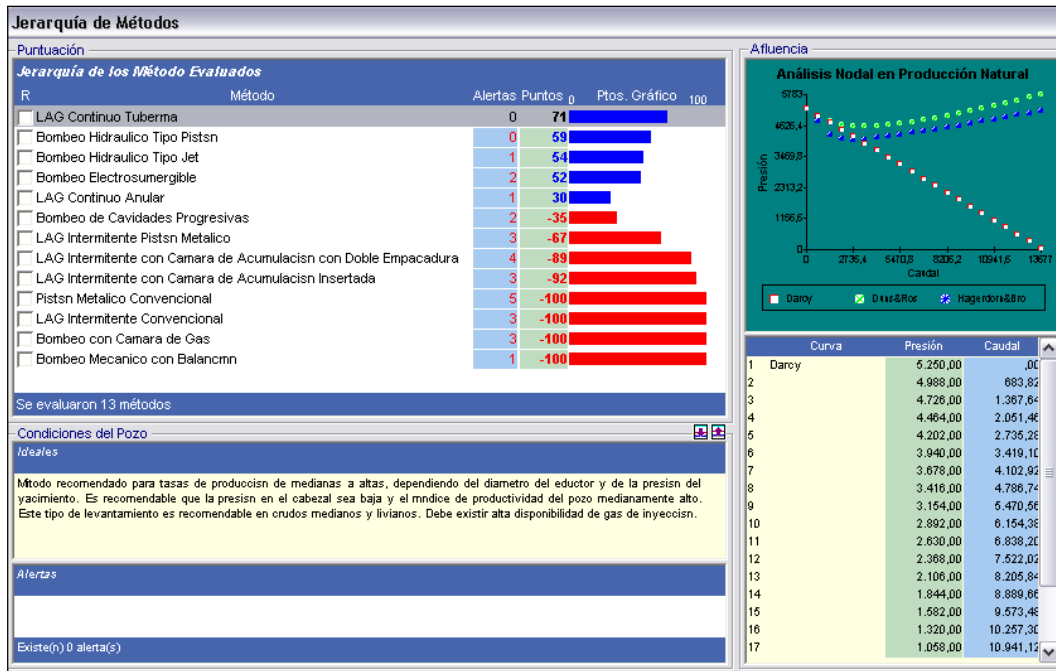 Jerarquía de Métodos
Puntuación
Jerarquía de los Método Evaluados
R Método Alertas Puntos 0 Ptos. Gráfico 100
LAG Continuo Tuberma 0 71
Bombeo Hidraulico Tipo Pistsn 0 59
Bombeo Hidraulico Tipo Jet 1 54
Bombeo Electrosumergible 2 52
LAG Continuo Anular 1 30
Bombeo de Cavidades Progresivas 2 -35
LAG Intermitente Pistsn Metalico 3 -67
LAG Intermitente con Camara de Acumulacisn con Doble Empacadura 4 -89
LAG Intermitente con Camara de Acumulacisn Insertada 3 -92
Pistsn Metalico Convencional 5 -100
LAG Intermitente Convencional 3 -100
Bombeo con Camara de Gas 3 -100
Bombeo Mecanico con Balancmn 1 -100
Se evaluaron 13 métodos
Condiciones del Pozo
Ideales
Mitodo recomendado para tasas de produccisn de medianas a altas, dependiendo del diametro del eductor y de la presisn del
yacimiento. Es recomendable que la presisn en el cabezal sea baja y el mndice de productividad del pozo medianamente alto.
Este tipo de levantamiento es recomendable en crudos medianos y livianos. Debe existir alta disponibilidad de gas de inyeccisn.
Alertas
Existe(n) 0 alerta(s)
Afluencia
Análisis Nodal en Producción Natural
5783
4626,4
3469,8
2313,2
1156,6
0
Presión
0 2735,4 5470,8 8206,2 10941,6 13677
Caudal
Darcy Duns&Ros Hagerdorn&Bro
Curva Presión Caudal
1 Darcy 5.250,00 ,00
2 4.988,00 683,82
3 4.726,00 1.367,64
4 4.464,00 2.051,46
5 4.202,00 2.735,28
6 3.940,00 3.419,10
7 3.678,00 4.102,92
8 3.416,00 4.786,74
9 3.154,00 5.470,56
10 2.892,00 6.154,38
11 2.630,00 6.838,20
12 2.368,00 7.522,02
13 2.106,00 8.205,84
14 1.844,00 8.889,66
15 1.582,00 9.573,48
16 1.320,00 10.257,30
17 1.058,00 10.941,12